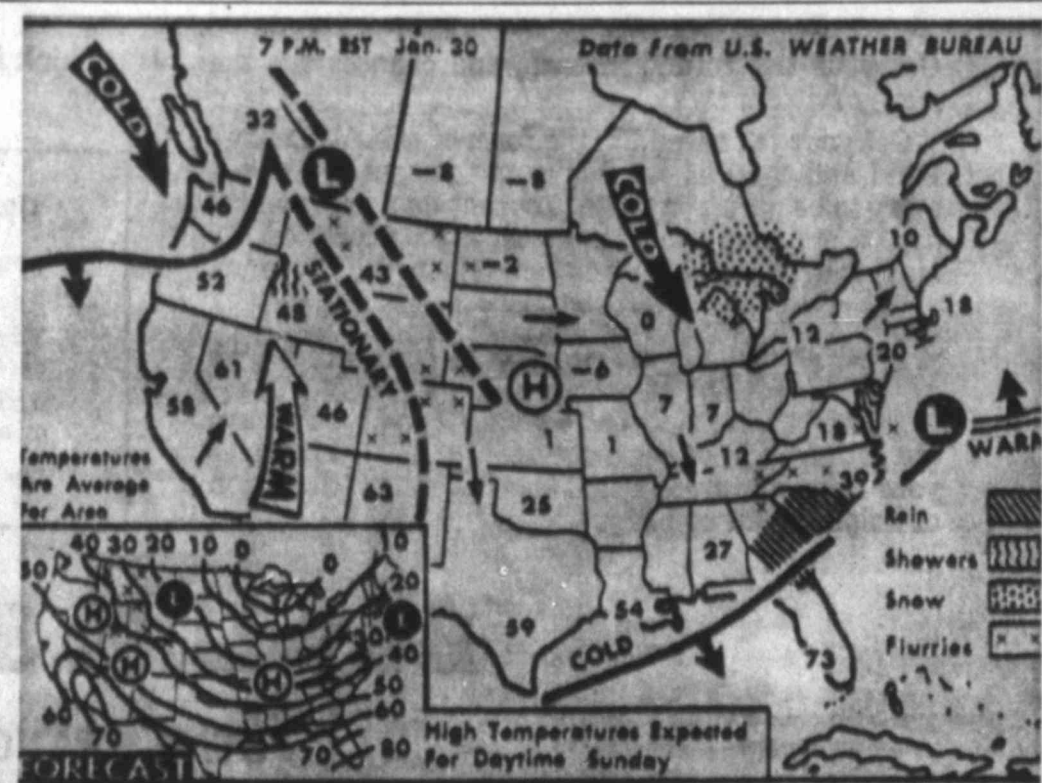 7 P.M. EST Jan. 30
Data From U.S. WEATHER BUREAU
COLD
32
L
-8
-8
COLD
46
10
52
STATIONARY
43
-2
48
0
18
12
20
61
H
-6
58
WARM
46
7
7
L
WARM
1
1
12
18
39
Temperatures
Are Average
For Area
63
25
27
Rain
Showers
Snow
Flurries
54
59
COLD
73
40 30 20 10 0
10
50
0
20
H
L
L
30
H
H
40
50
60
60
70
70
80
High Temperatures Expected
For Daytime Sunday
FORECAST